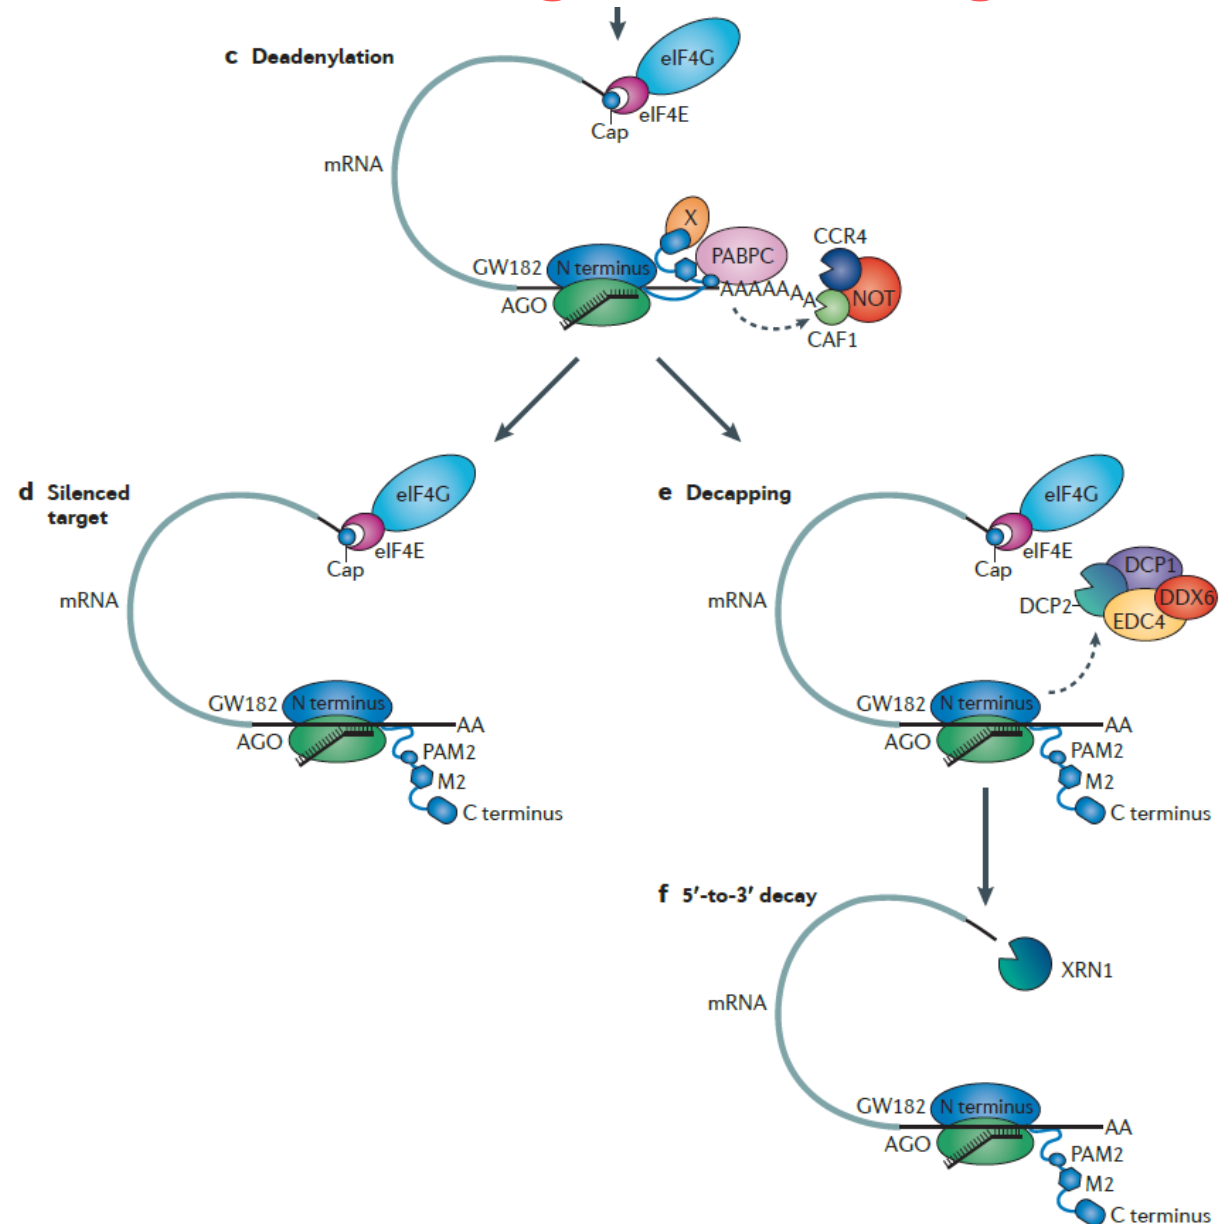 c Deadenylation
eIF4G
eIF4E
Cap
mRNA
X
PABPC
CCR4
GW182
N terminus
AAAAAAAA
NOT
AGO
CAF1
d Silenced
target
eIF4G
eIF4E
Cap
mRNA
GW182
N terminus
AA
AGO
PAM2
M2
C terminus
e Decapping
eIF4G
eIF4E
Cap
DCP1
DDX6
DCP2
EDC4
mRNA
GW182
N terminus
AA
AGO
PAM2
M2
C terminus
f 5′-to-3′ decay
XRN1
mRNA
GW182
N terminus
AA
AGO
PAM2
M2
C terminus